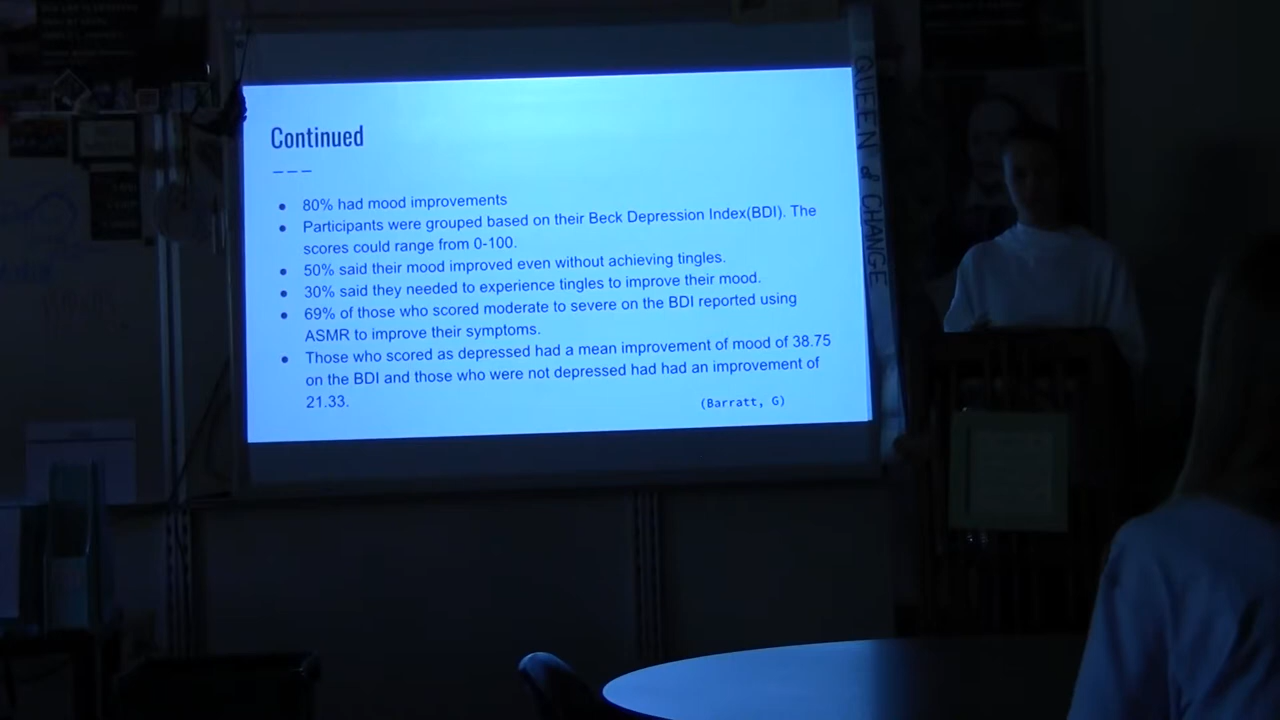 Continued
80% had mood improvements
Participants were grouped based on their Beck Depression Index(BDI). The
scores could range from 0-100.
50% said their mood improved even without achieving tingles.
30% said they needed to experience tingles to improve their mood.
69% of those who scored moderate to severe on the BDI reported using
ASMR to improve their symptoms.
Those who scored as depressed had a mean improvement of mood of 38.75
on the BDI and those who were not depressed had had an improvement of
21.33.
(Barratt, G)
QUEEN of CHANGE